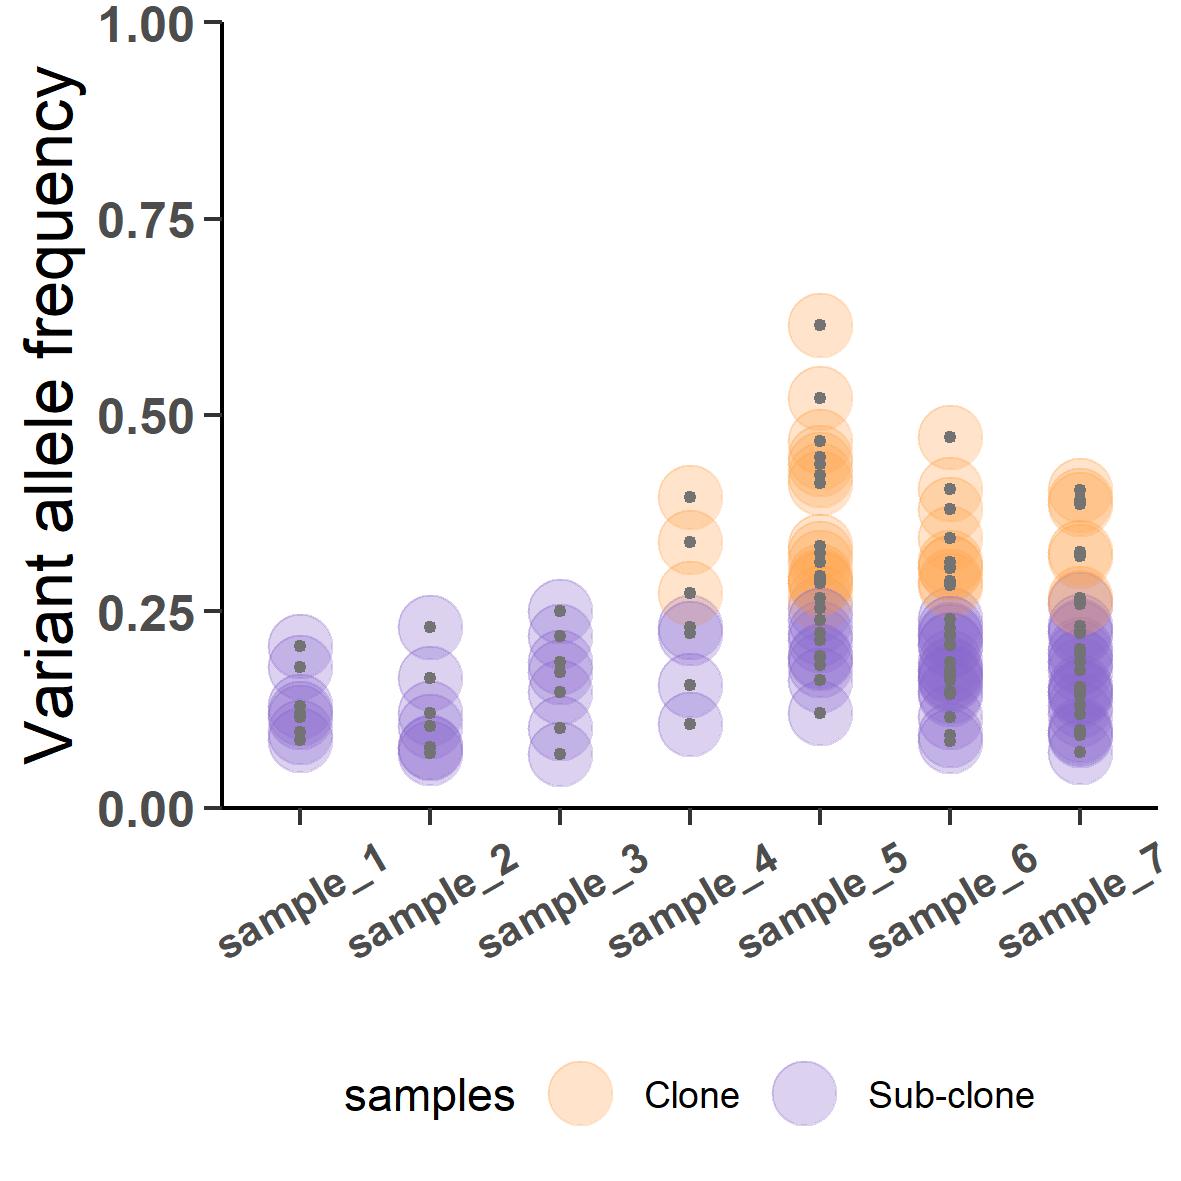 Variant allele frequency
1.00
0.75
0.50
0.25
0.00
sample_1
sample_2
sample_3
sample_4
sample_5
sample_6
sample_7
samples Clone Sub-clone